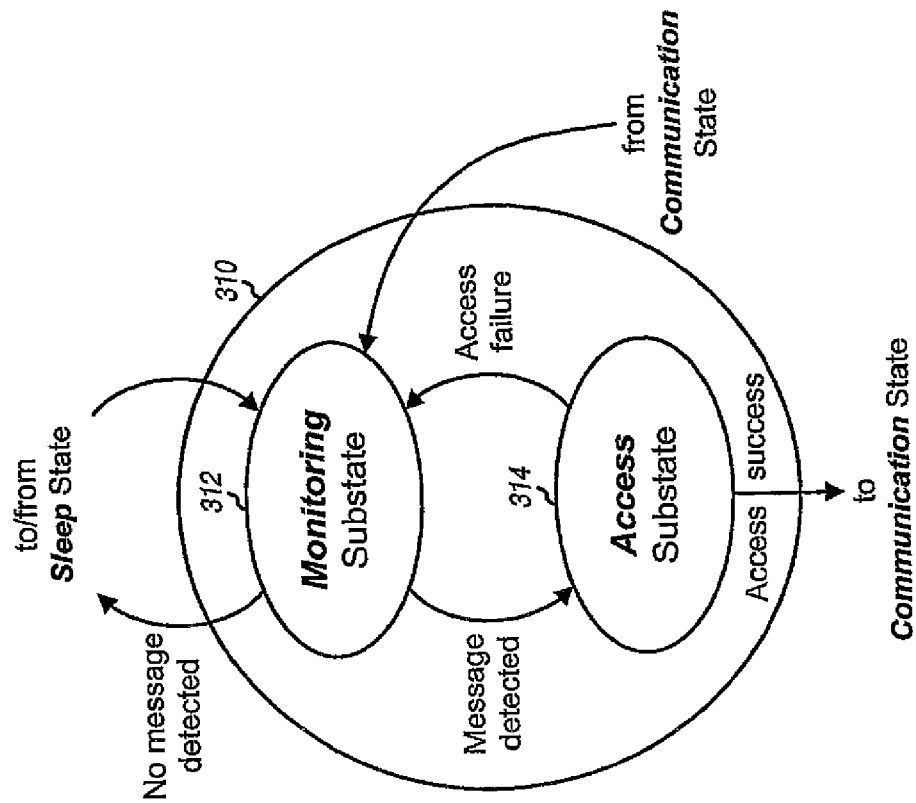 to/from
Sleep State
No message
detected
310
312
Monitoring
Substate
from
Communication
State
Message
detected
Access
failure
314
Access
Substate
Access success
to
Communication State